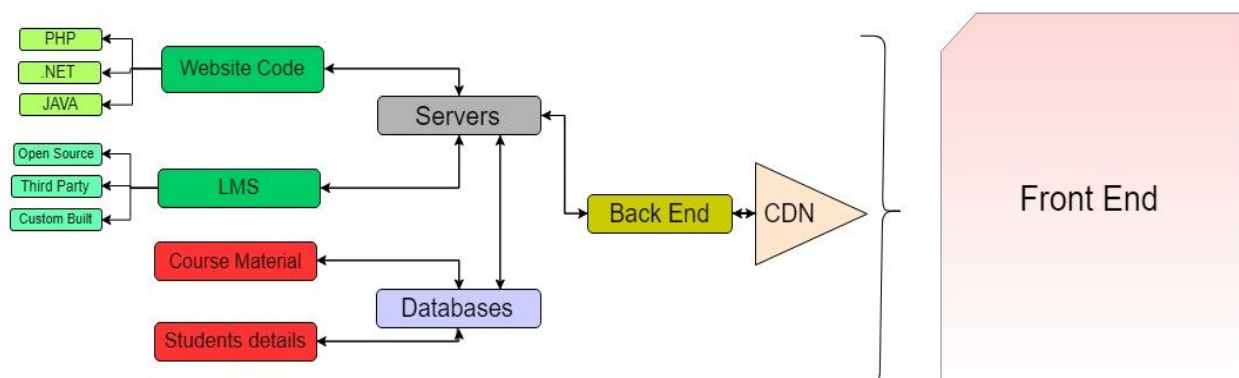 PHP
.NET
JAVA
Website Code
Servers
Open Source
Third Party
Custom Built
LMS
Back End
CDN
Front End
Course Material
Databases
Students details